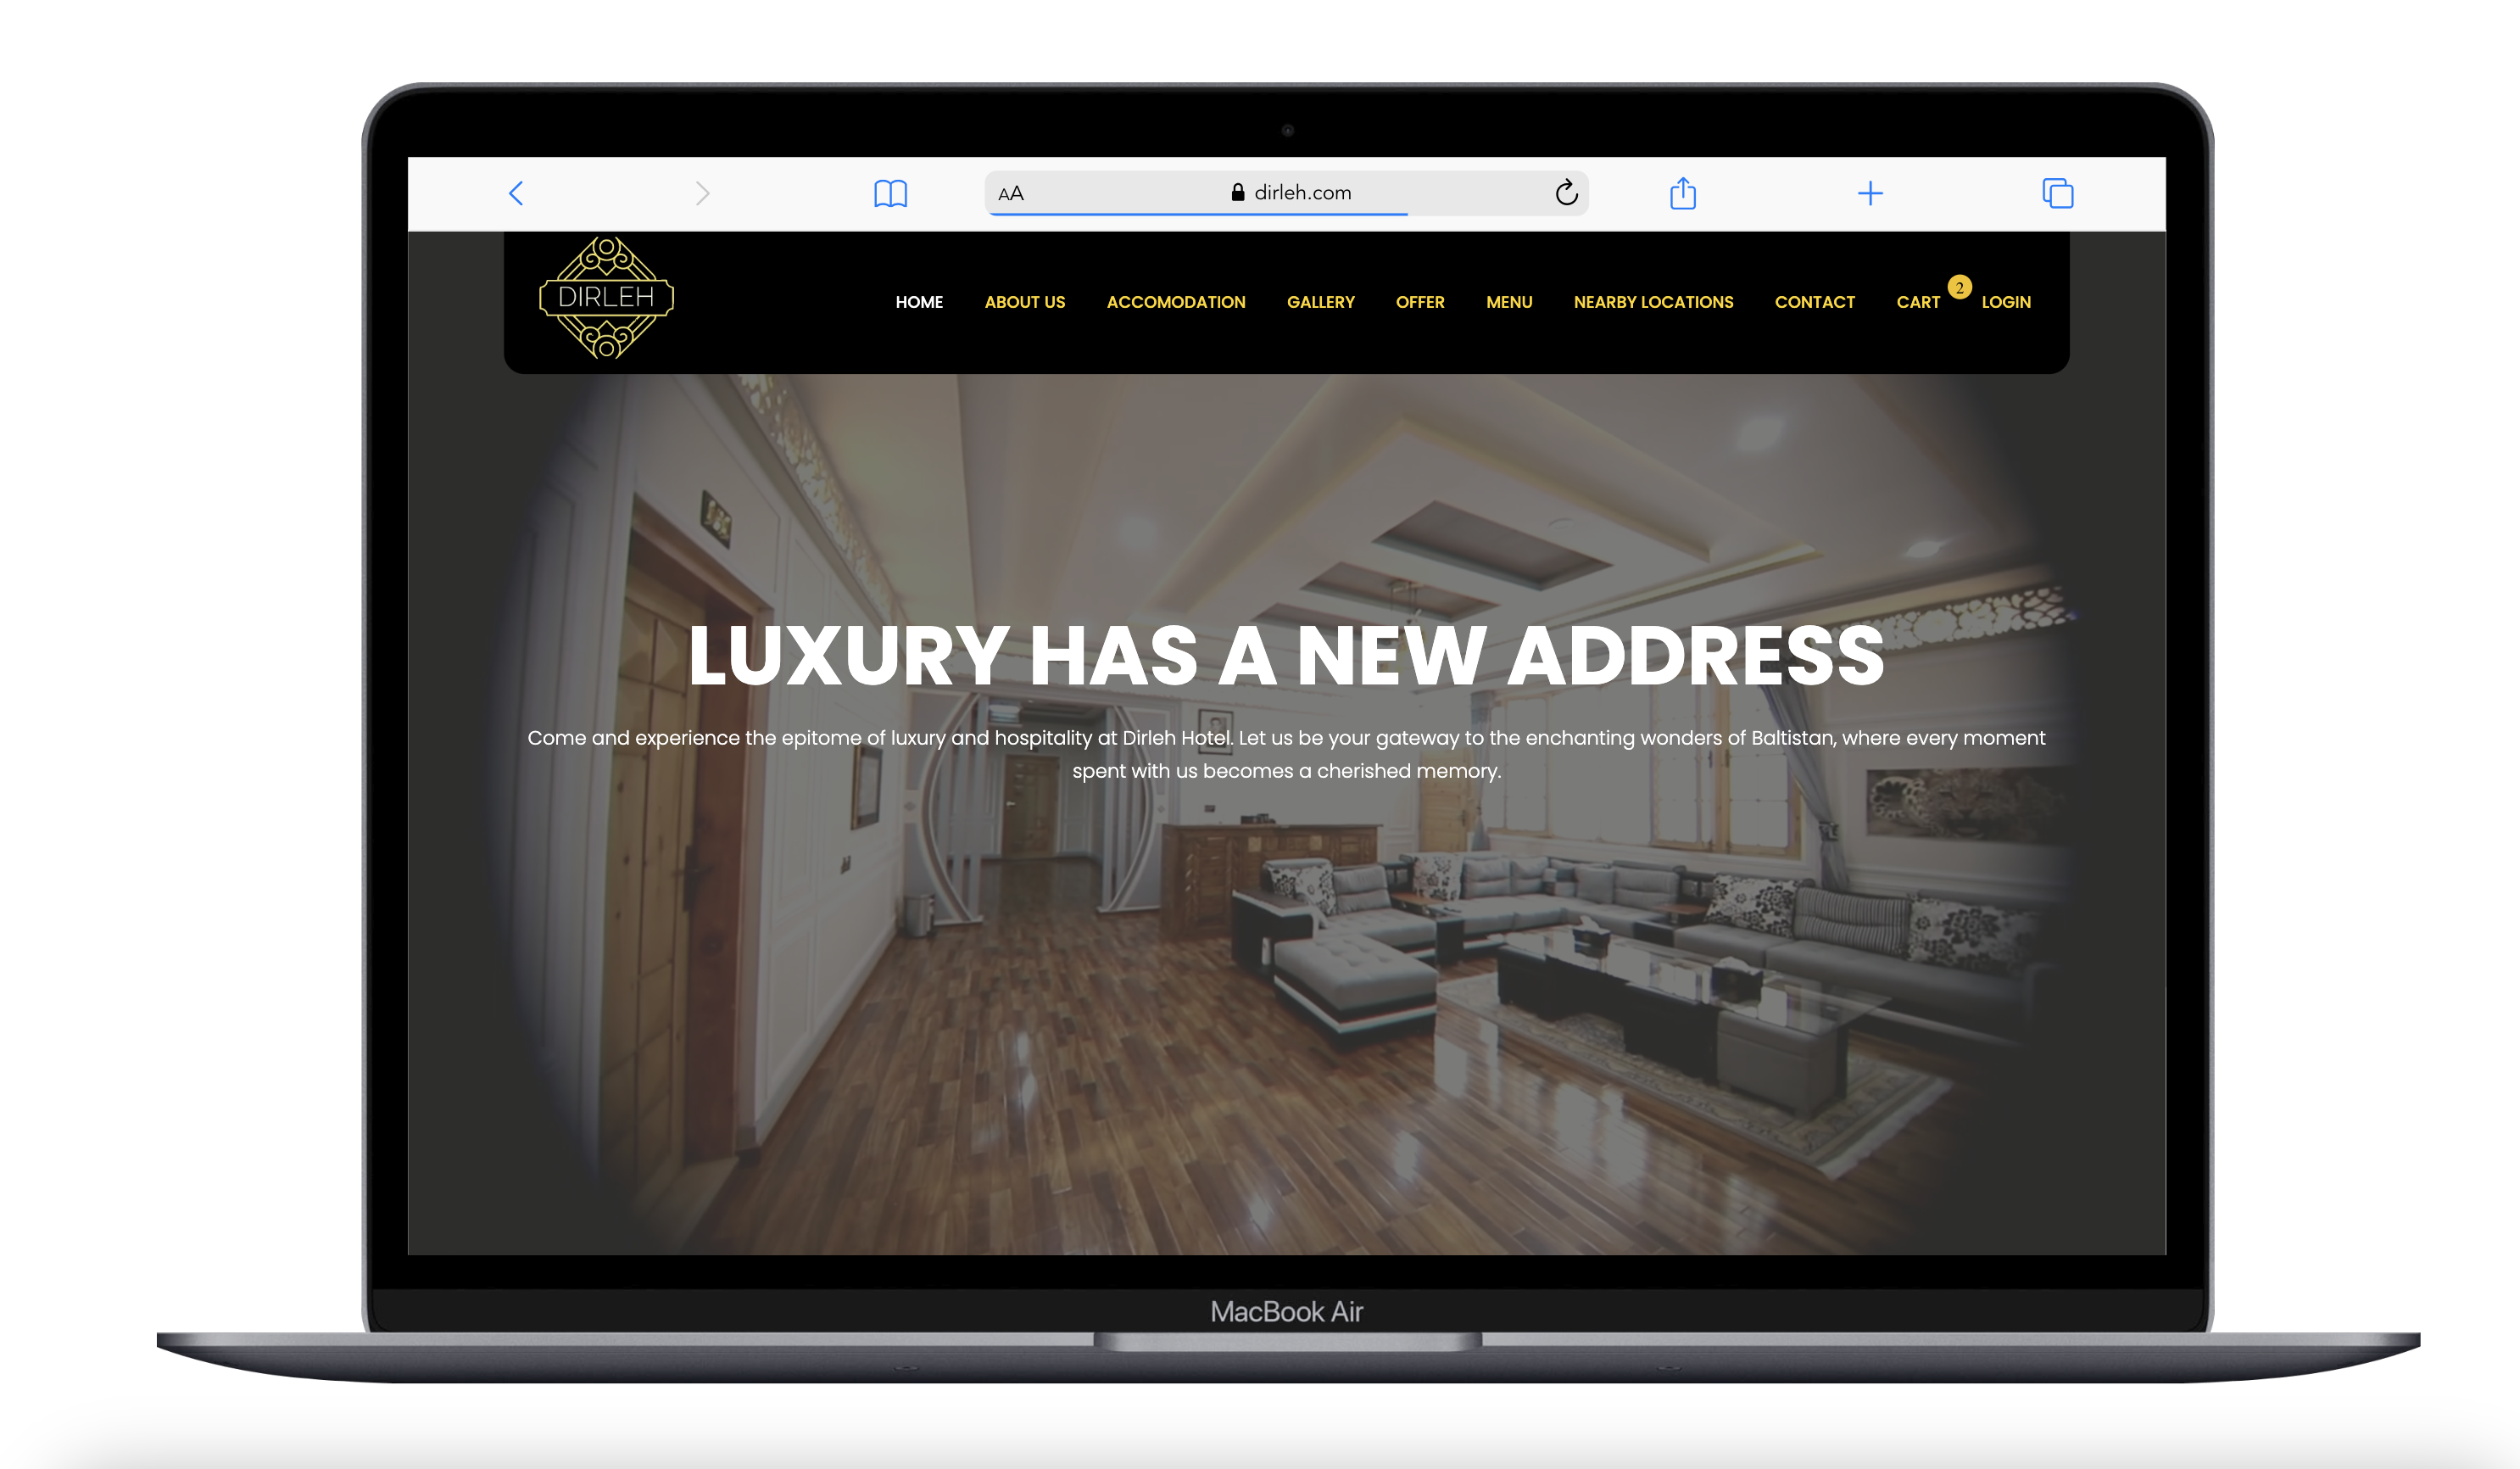 AA dirleh.com
DIRLEH
HOME ABOUT US ACCOMODATION GALLERY OFFER MENU NEARBY LOCATIONS CONTACT CART 2 LOGIN
LUXURY HAS A NEW ADDRESS
Come and experience the epitome of luxury and hospitality at Dirleh Hotel. Let us be your gateway to the enchanting wonders of Baltistan, where every moment
spent with us becomes a cherished memory.
MacBook Air